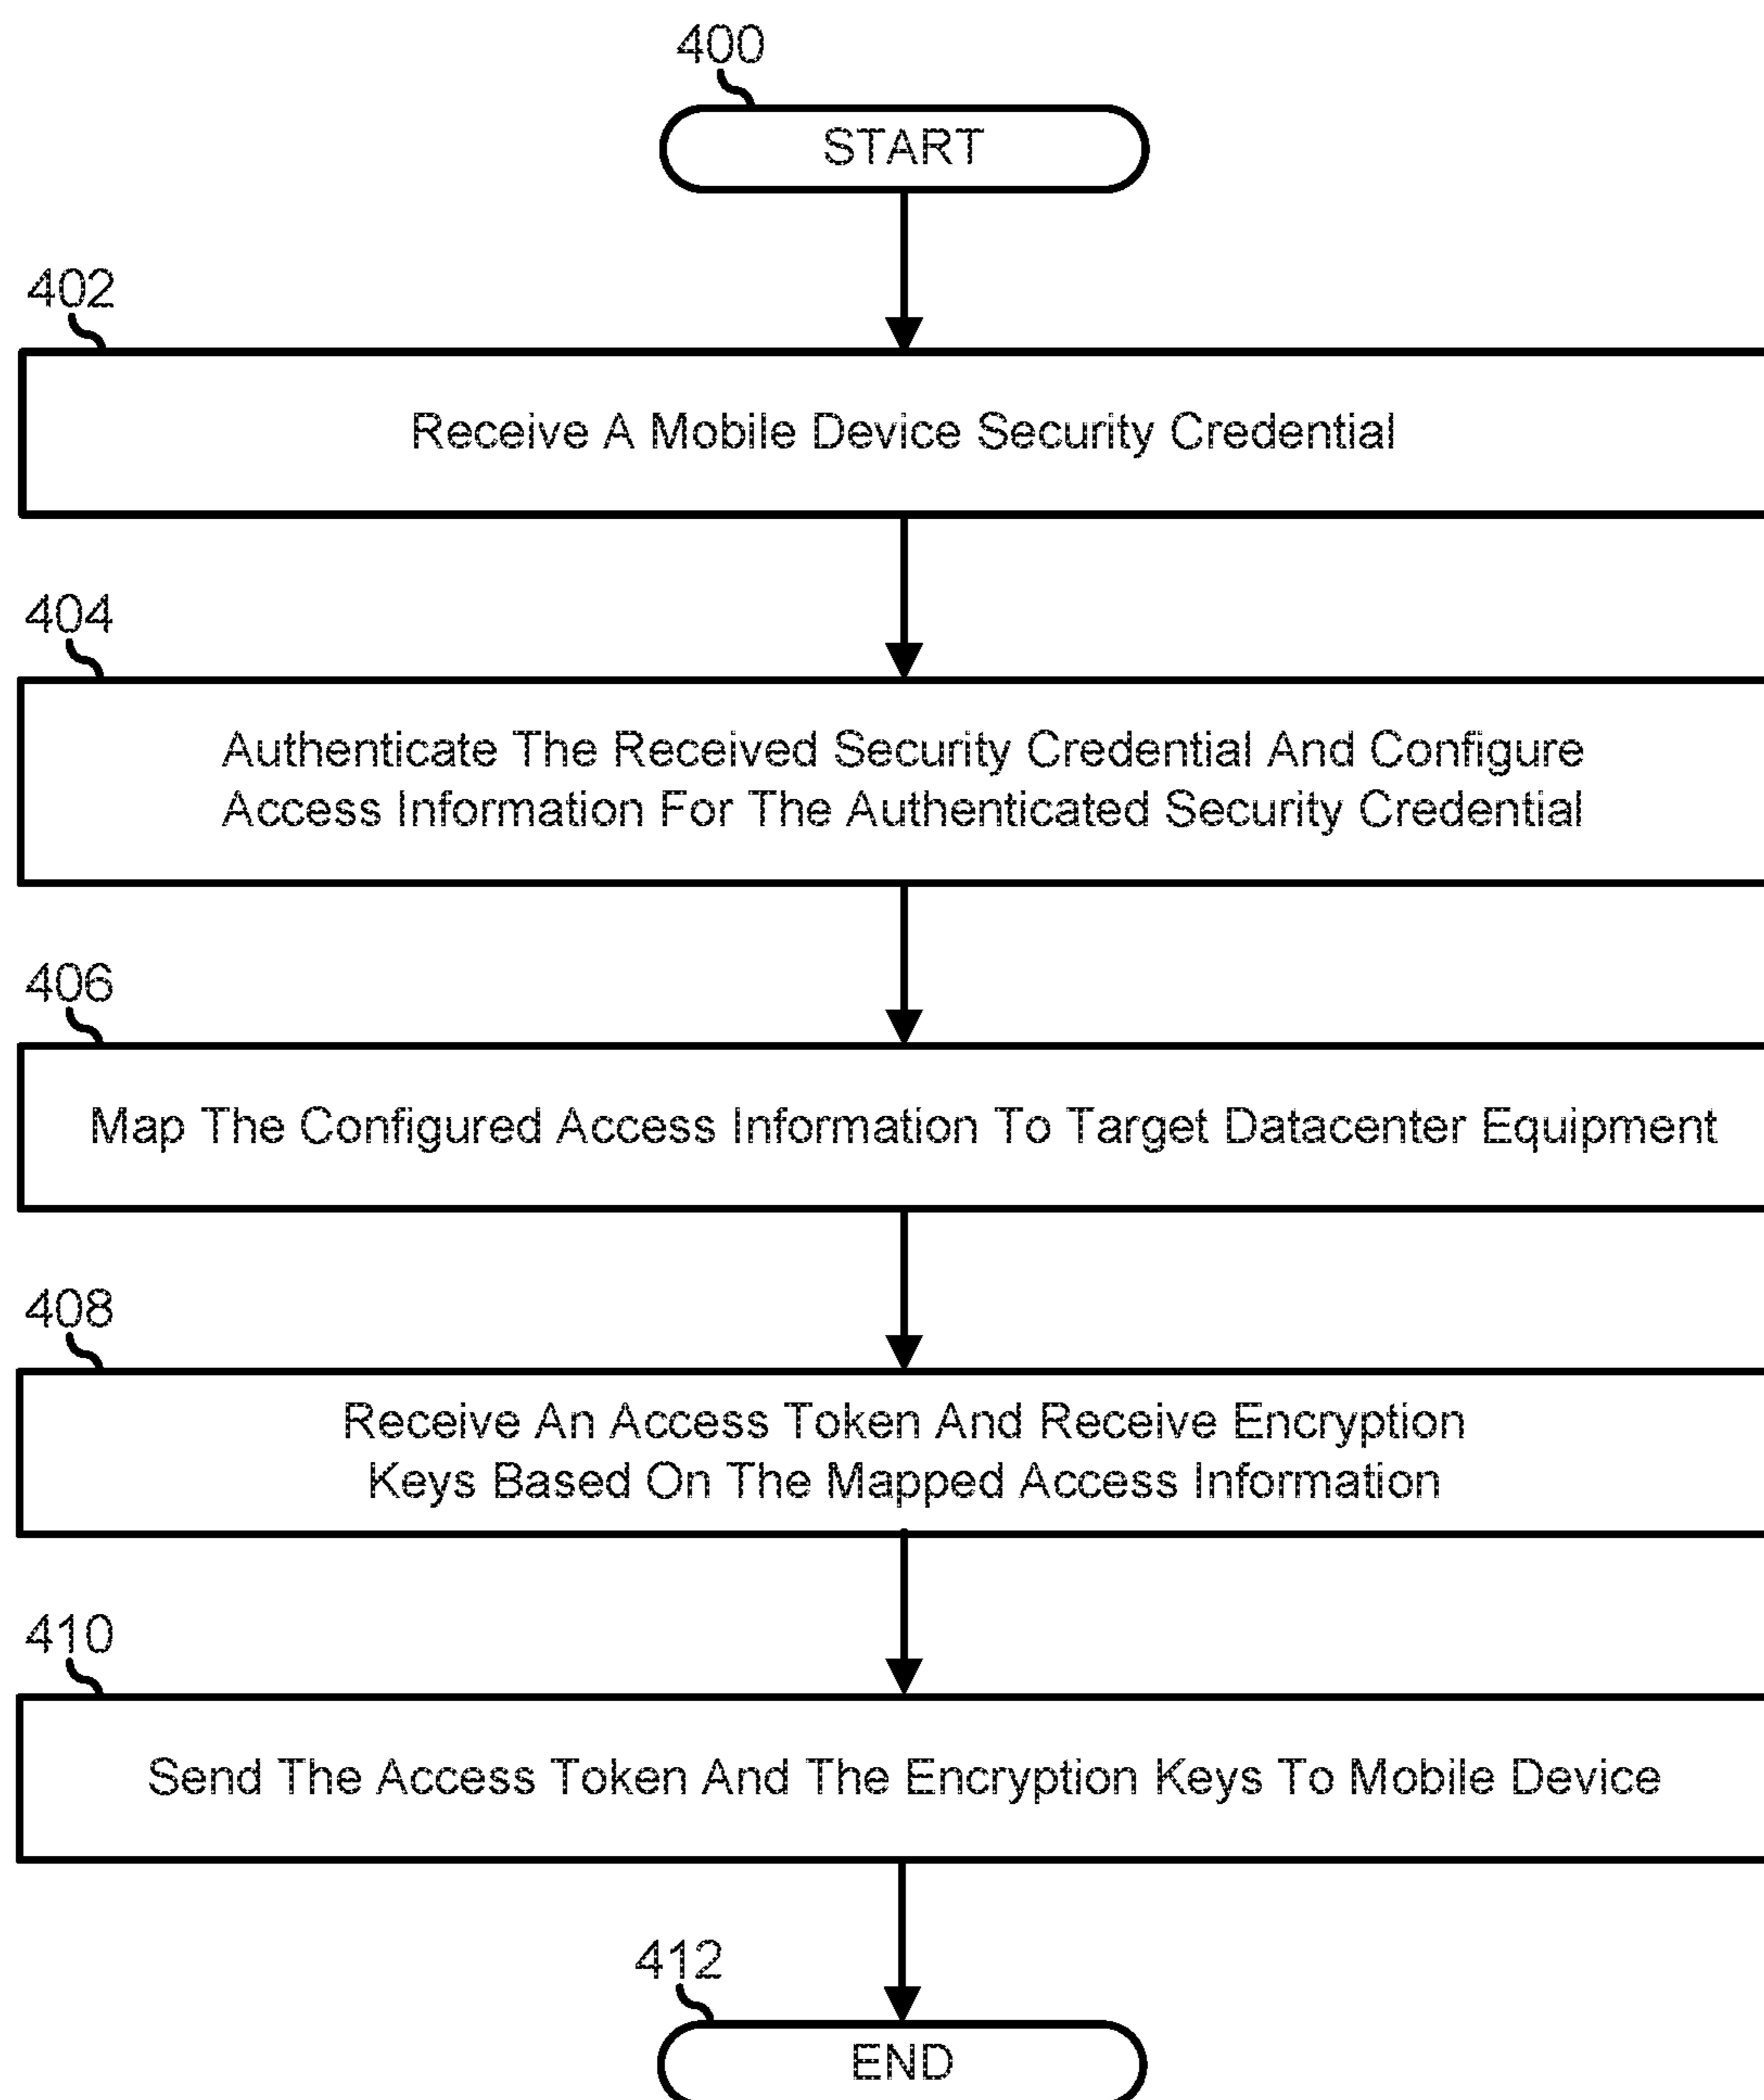 400
START
402
Receive A Mobile Device Security Credential
404
Authenticate The Received Security Credential And Configure
Access Information For The Authenticated Security Credential
406
Map The Configured Access Information To Target Datacenter Equipment
408
Receive An Access Token And Receive Encryption
Keys Based On The Mapped Access Information
410
Send The Access Token And The Encryption Keys To Mobile Device
412
END